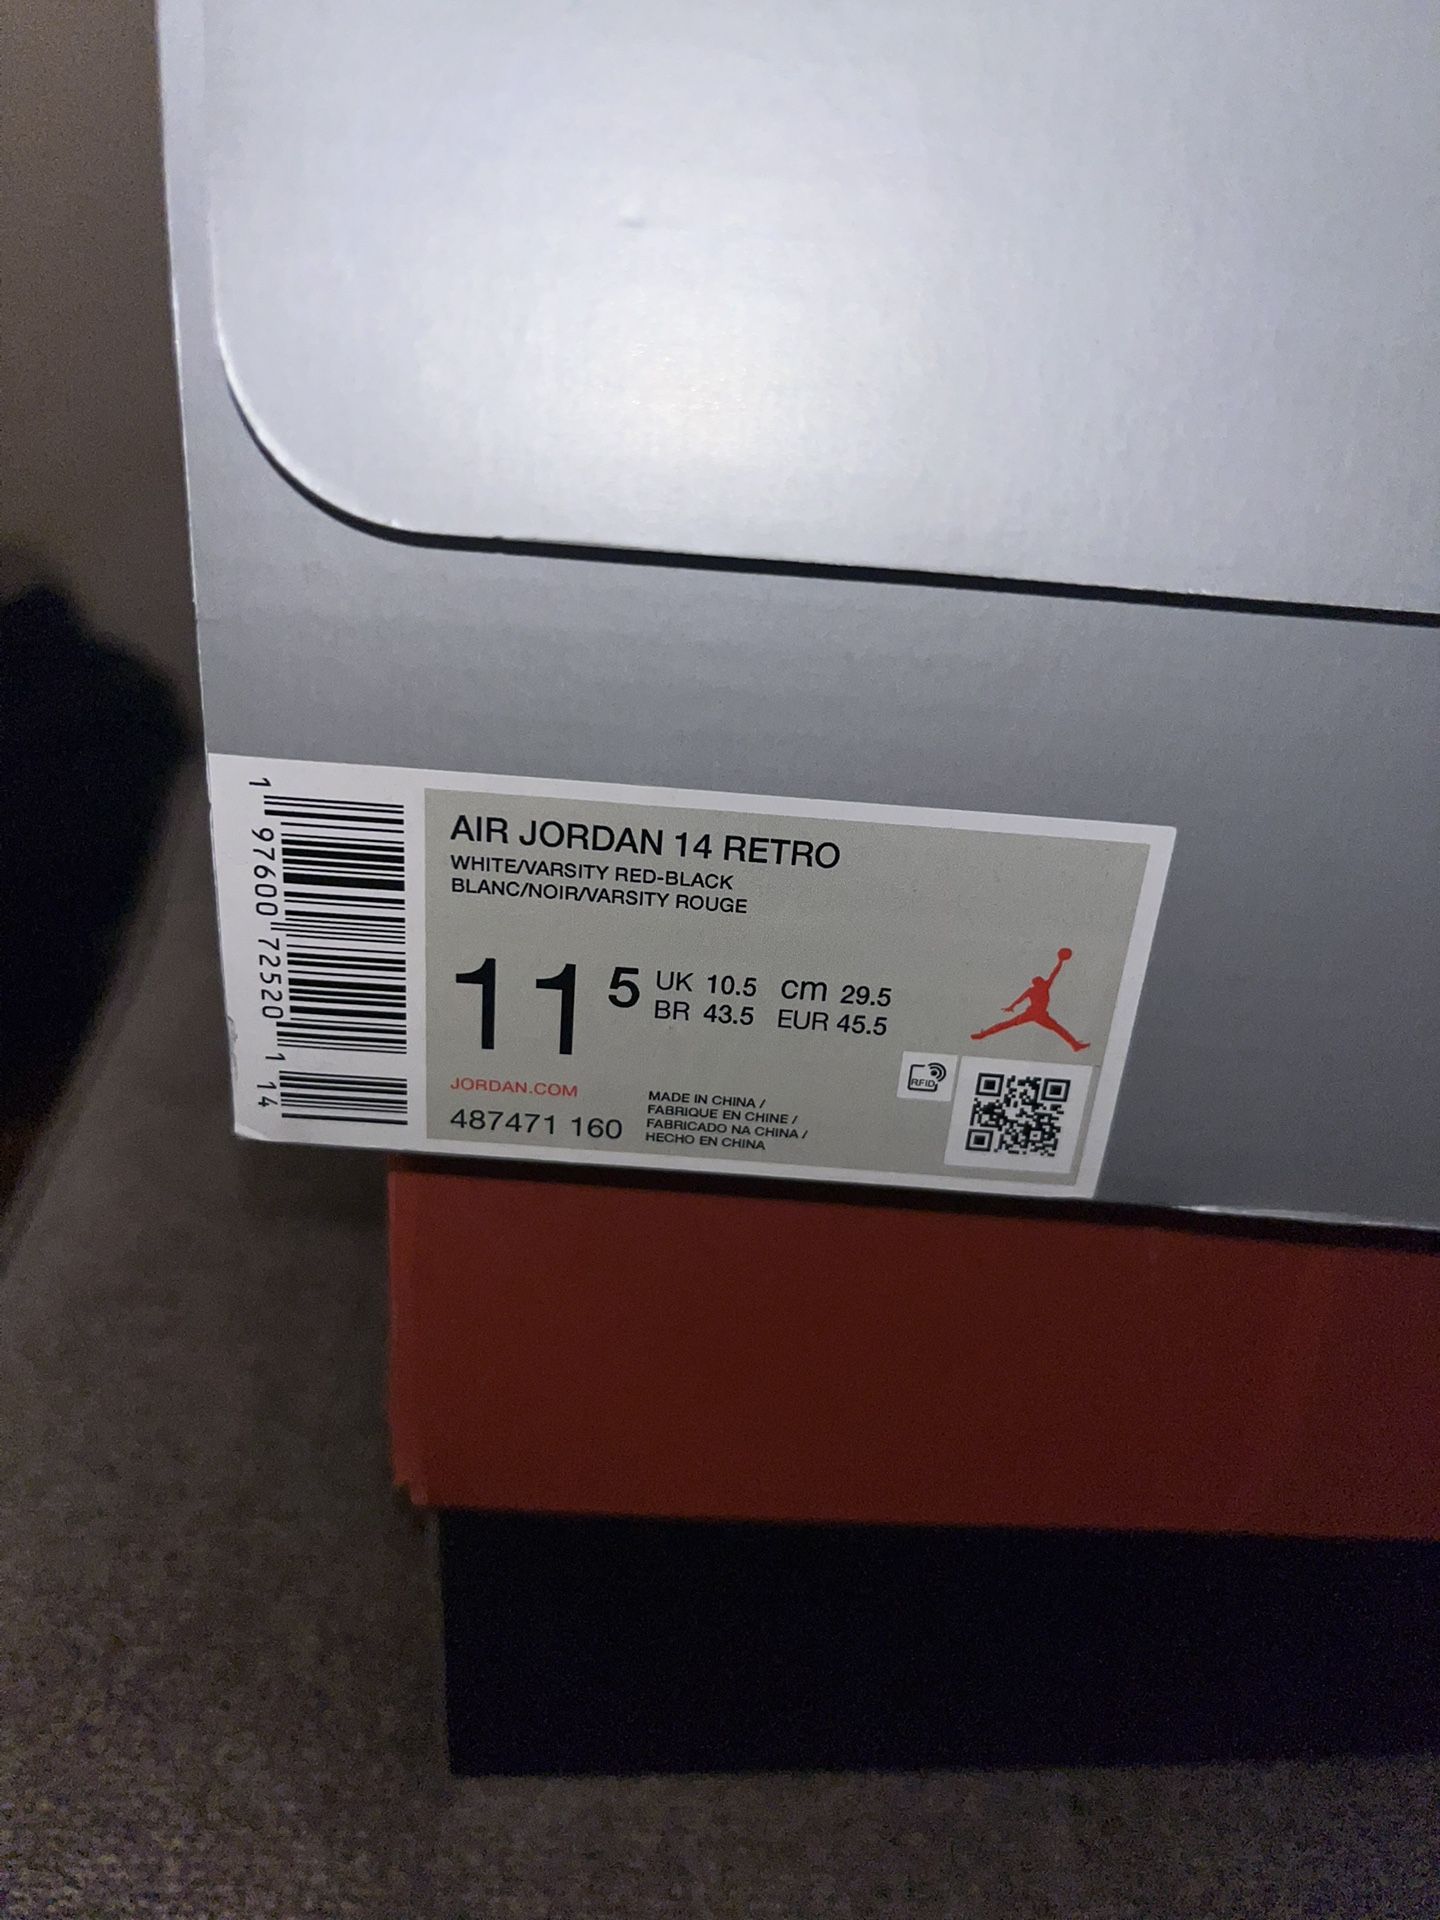 AIR JORDAN 14 RETRO
WHITE/VARSITY RED-BLACK
BLANC/NOIR/VARSITY ROUGE
11 5 UK 10.5 cm 29.5
BR 43.5 EUR 45.5
JORDAN.COM
487471 160
MADE IN CHINA /
FABRIQUE EN CHINE /
FABRICADO NA CHINA /
HECHO EN CHINA
RFID
1 97600 72520 1 14